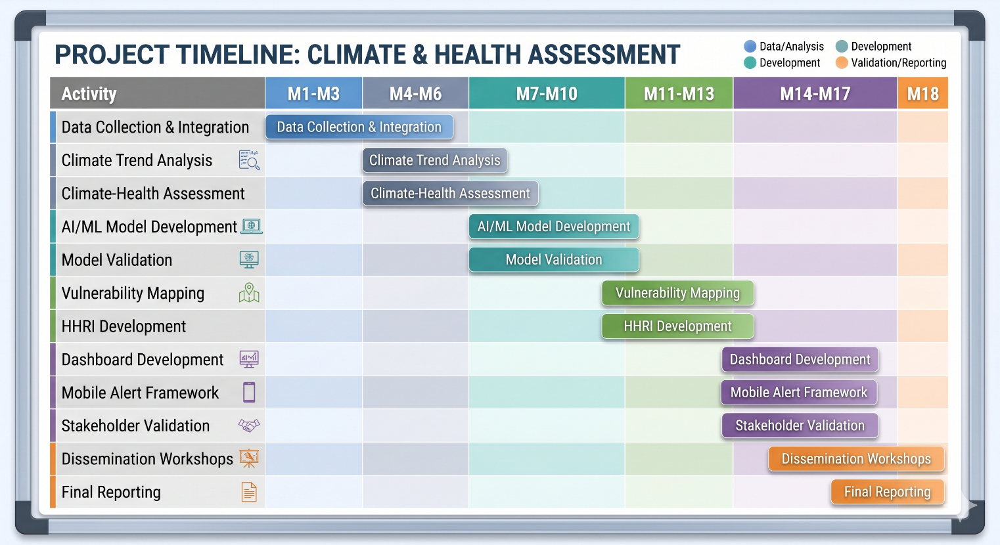 PROJECT TIMELINE: CLIMATE & HEALTH ASSESSMENT
Data/Analysis
Development
Development
Validation/Reporting
Activity M1-M3 M4-M6 M7-M10 M11-M13 M14-M17 M18
Data Collection & Integration Data Collection & Integration
Climate Trend Analysis Climate Trend Analysis
Climate-Health Assessment Climate-Health Assessment
AI/ML Model Development AI/ML Model Development
Model Validation Model Validation
Vulnerability Mapping Vulnerability Mapping
HHRI Development HHRI Development
Dashboard Development Dashboard Development
Mobile Alert Framework Mobile Alert Framework
Stakeholder Validation Stakeholder Validation
Dissemination Workshops Dissemination Workshops
Final Reporting Final Reporting